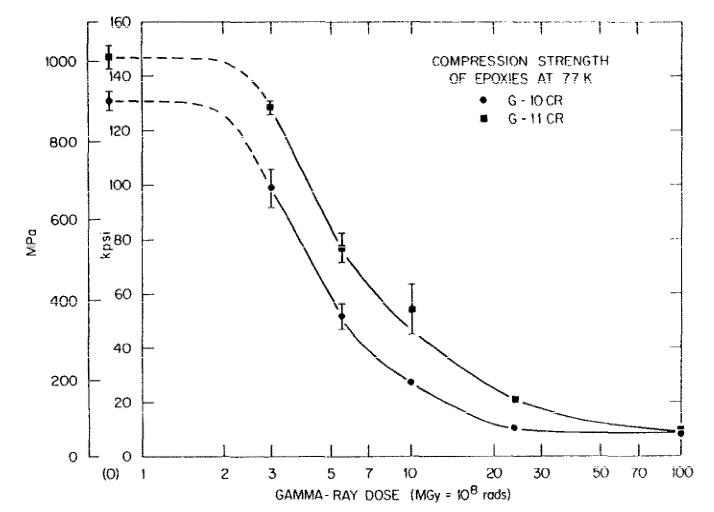 COMPRESSION STRENGTH
OF EPOXIES AT 77 K
G - 10 CR
G - 11 CR
MPa
1000
800
600
400
200
0
kpsi
160
140
120
100
80
60
40
20
0
(0) 1 2 3 5 7 10 20 30 50 70 100
GAMMA-RAY DOSE (MGy = 10⁸ rads)